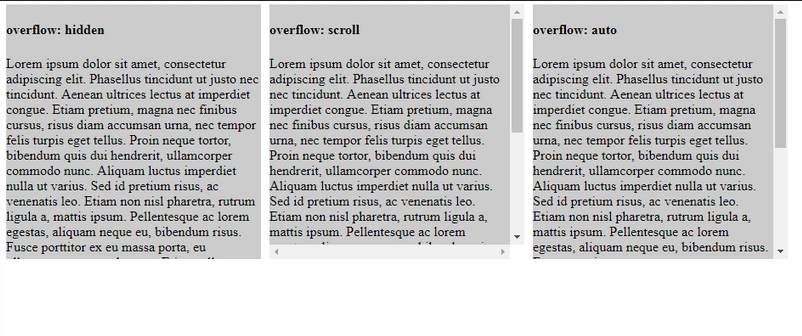 overflow: hidden
Lorem ipsum dolor sit amet, consectetur
adipiscing elit. Phasellus tincidunt ut justo nec
tincidunt. Aenean ultrices lectus at imperdiet
congue. Etiam pretium, magna nec finibus
cursus, risus diam accumsan urna, nec tempor
felis turpis eget tellus. Proin neque tortor,
bibendum quis dui hendrerit, ullamcorper
commodo nunc. Aliquam luctus imperdiet
nulla ut varius. Sed id pretium risus, ac
venenatis leo. Etiam non nisl pharetra, rutrum
ligula a, mattis ipsum. Pellentesque ac lorem
egestas, aliquam neque eu, bibendum risus.
Fusce porttitor ex eu massa porta, eu
overflow: scroll
Lorem ipsum dolor sit amet, consectetur
adipiscing elit. Phasellus tincidunt ut justo
nec tincidunt. Aenean ultrices lectus at
imperdiet congue. Etiam pretium, magna
nec finibus cursus, risus diam accumsan
urna, nec tempor felis turpis eget tellus.
Proin neque tortor, bibendum quis dui
hendrerit, ullamcorper commodo nunc.
Aliquam luctus imperdiet nulla ut varius.
Sed id pretium risus, ac venenatis leo.
Etiam non nisl pharetra, rutrum ligula a,
mattis ipsum. Pellentesque ac lorem
overflow: auto
Lorem ipsum dolor sit amet, consectetur
adipiscing elit. Phasellus tincidunt ut justo
nec tincidunt. Aenean ultrices lectus at
imperdiet congue. Etiam pretium, magna
nec finibus cursus, risus diam accumsan
urna, nec tempor felis turpis eget tellus.
Proin neque tortor, bibendum quis dui
hendrerit, ullamcorper commodo nunc.
Aliquam luctus imperdiet nulla ut varius.
Sed id pretium risus, ac venenatis leo.
Etiam non nisl pharetra, rutrum ligula a,
mattis ipsum. Pellentesque ac lorem
egestas, aliquam neque eu, bibendum risus.